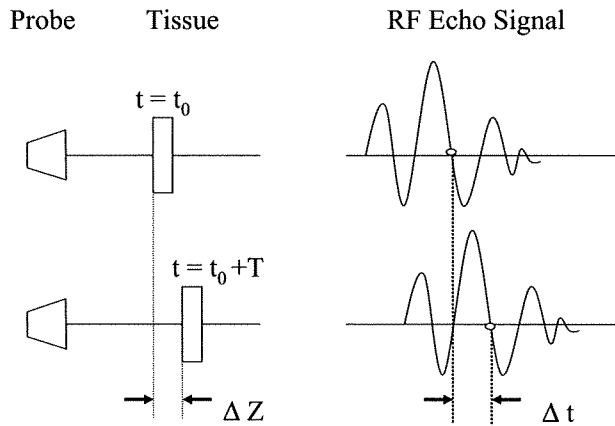 Probe Tissue RF Echo Signal
t = t₀
t = t₀ +T
Δ Z Δ t